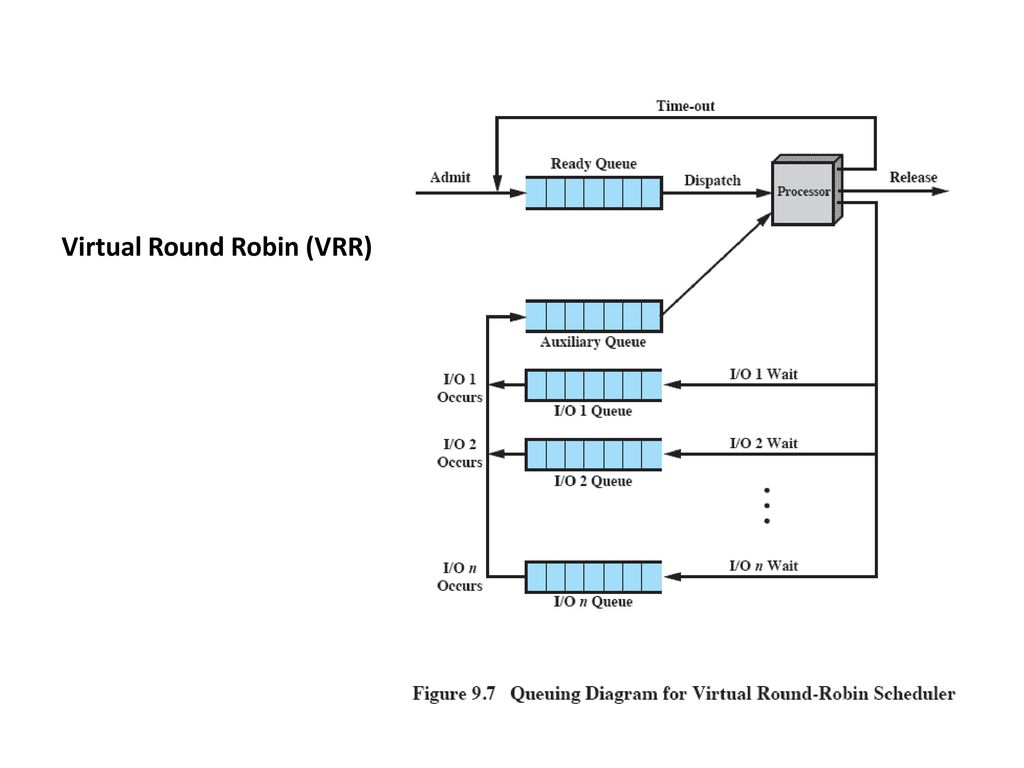 Time-out
Ready Queue
Admit
Dispatch
Processor
Release
Virtual Round Robin (VRR)
Auxiliary Queue
I/O 1
Occurs
I/O 1 Wait
I/O 1 Queue
I/O 2
Occurs
I/O 2 Wait
I/O 2 Queue
I/O n
Occurs
I/O n Wait
I/O n Queue
Figure 9.7 Queuing Diagram for Virtual Round-Robin Scheduler